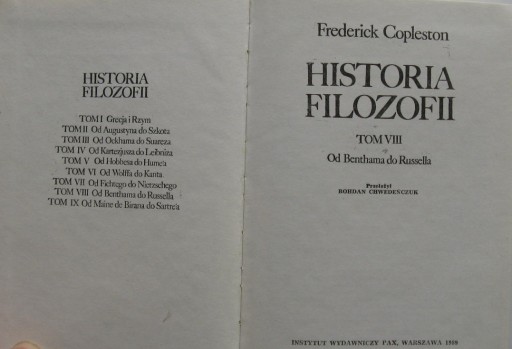 HISTORIA
FILOZOFII
TOM I Grecja i Rzym
TOM II Od Augustyna do Szkota
TOM III Od Ockhama do Suareza
TOM IV Od Kartezjusza do Leibniza
TOM V Od Hobbesa do Hume'a
TOM VI Od Wolffa do Kanta
TOM VII Od Fichtego do Nietzschego
TOM VIII Od Benthama do Russella
TOM IX Od Maine de Birana do Sartre'a
Frederick Copleston
HISTORIA
FILOZOFII
TOM VIII
Od Benthama do Russella
Przełożył
BOHDAN CHWEDEŃCZUK
INSTYTUT WYDAWNICZY PAX, WARSZAWA 1989